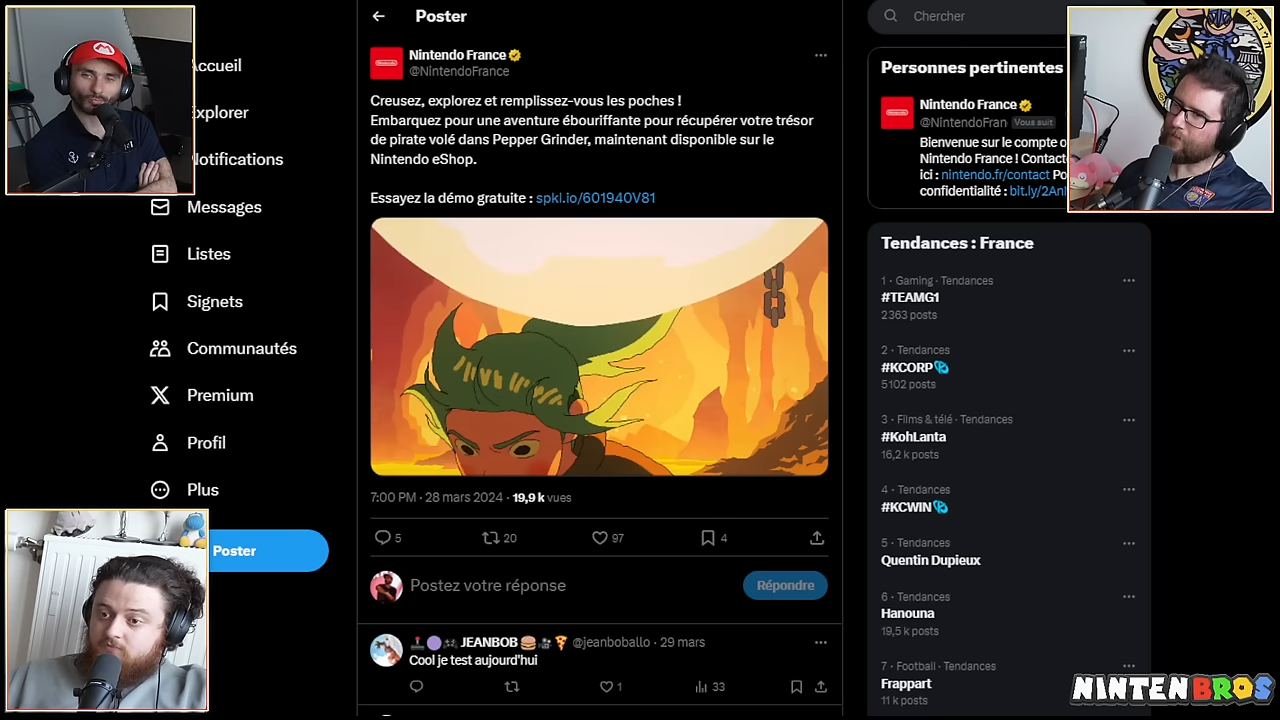 Accueil
Explorer
Notifications
Messages
Listes
Signets
Communautés
Premium
Profil
Plus
Poster
Poster
Nintendo France
@NintendoFrance
Creusez, explorez et remplissez-vous les poches !
Embarquez pour une aventure ébouriffante pour récupérer votre trésor
de pirate volé dans Pepper Grinder, maintenant disponible sur le
Nintendo eShop.
Essayez la démo gratuite : spkl.io/601940V81
7:00 PM · 28 mars 2024 · 19,9 k vues
5 20 97 4
Postez votre réponse
Répondre
JEANBOB @jeanboballo · 29 mars
Cool je test aujourd'hui
1 33
Chercher
Personnes pertinentes
Nintendo France
@NintendoFran Vous suit
Bienvenue sur le compte o
Nintendo France ! Contact
ici : nintendo.fr/contact Po
confidentialité : bit.ly/2Anl
Tendances : France
1 · Gaming · Tendances
#TEAMG1
2363 posts
2 · Tendances
#KCORP
5102 posts
3 · Films & télé · Tendances
#KohLanta
16,2 k posts
4 · Tendances
#KCWIN
5 · Tendances
Quentin Dupieux
6 · Tendances
Hanouna
19,5 k posts
7 · Football · Tendances
Frappart
11 k posts
NINTENBROS